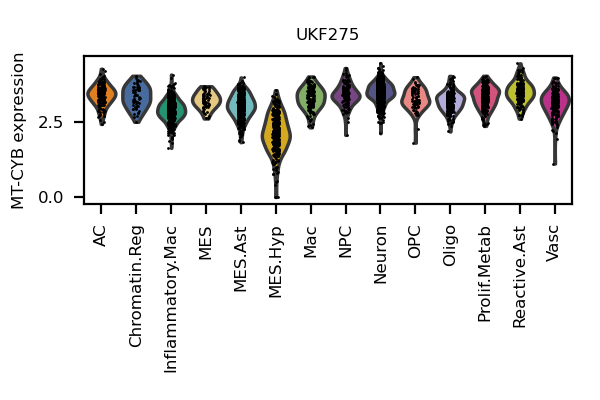 UKF275
MT-CYB expression
2.5
0.0
AC
Chromatin.Reg
Inflammatory.Mac
MES
MES.Ast
MES.Hyp
Mac
NPC
Neuron
OPC
Oligo
Prolif.Metab
Reactive.Ast
Vasc